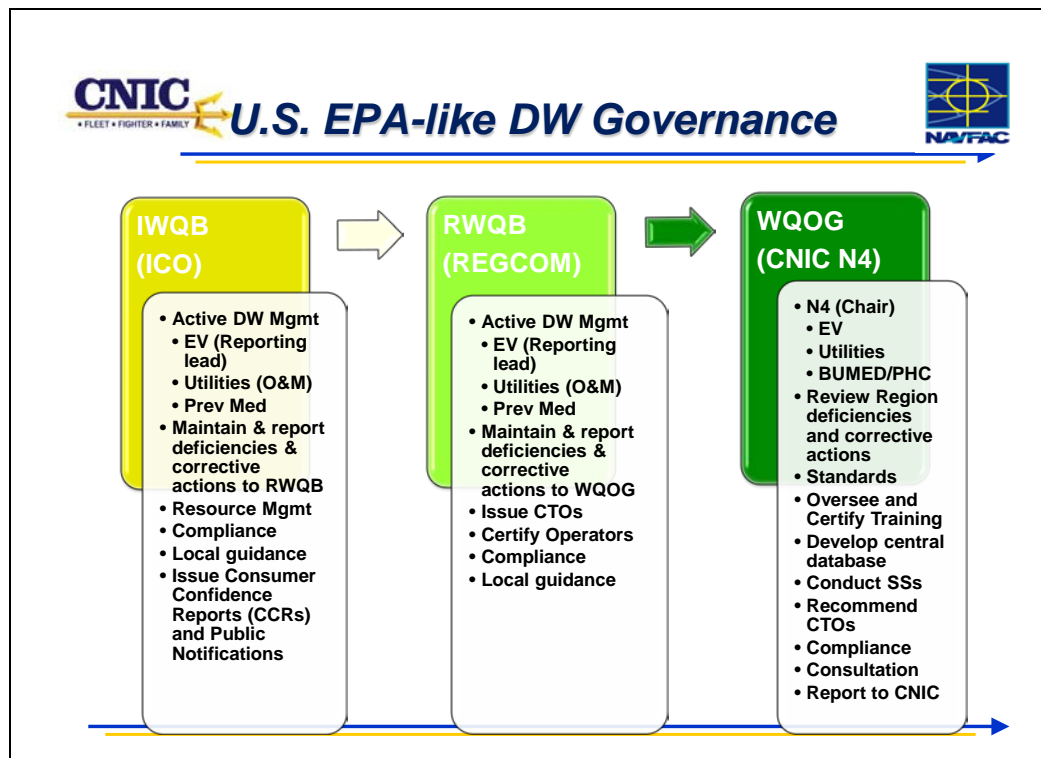 CNIC
• FLEET • FIGHTER • FAMILY
U.S. EPA-like DW Governance
NAVFAC
IWQB
(ICO)
• Active DW Mgmt
• EV (Reporting
lead)
• Utilities (O&M)
• Prev Med
• Maintain & report
deficiencies &
corrective
actions to RWQB
• Resource Mgmt
• Compliance
• Local guidance
• Issue Consumer
Confidence
Reports (CCRs)
and Public
Notifications
RWQB
(REGCOM)
• Active DW Mgmt
• EV (Reporting
lead)
• Utilities (O&M)
• Prev Med
• Maintain & report
deficiencies &
corrective
actions to WQOG
• Issue CTOs
• Certify Operators
• Compliance
• Local guidance
WQOG
(CNIC N4)
• N4 (Chair)
• EV
• Utilities
• BUMED/PHC
• Review Region
deficiencies
and corrective
actions
• Standards
• Oversee and
Certify Training
• Develop central
database
• Conduct SSs
• Recommend
CTOs
• Compliance
• Consultation
• Report to CNIC